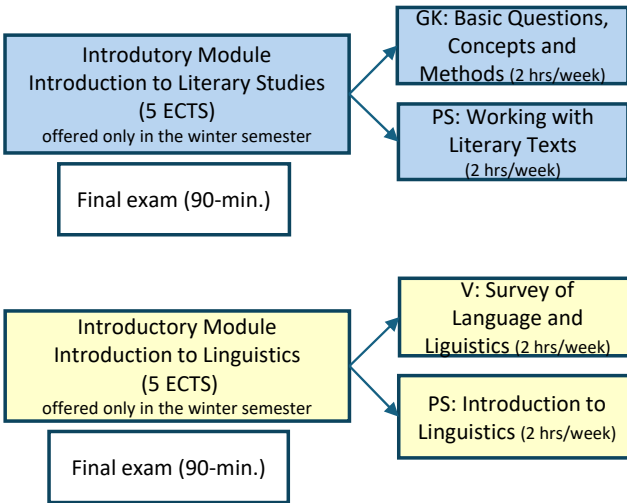 Introdutory Module
Introduction to Literary Studies
(5 ECTS)
offered only in the winter semester
GK: Basic Questions,
Concepts and
Methods (2 hrs/week)
PS: Working with
Literary Texts
(2 hrs/week)
Final exam (90-min.)
Introductory Module
Introduction to Linguistics
(5 ECTS)
offered only in the winter semester
V: Survey of
Language and
Liguistics (2 hrs/week)
PS: Introduction to
Linguistics (2 hrs/week)
Final exam (90-min.)